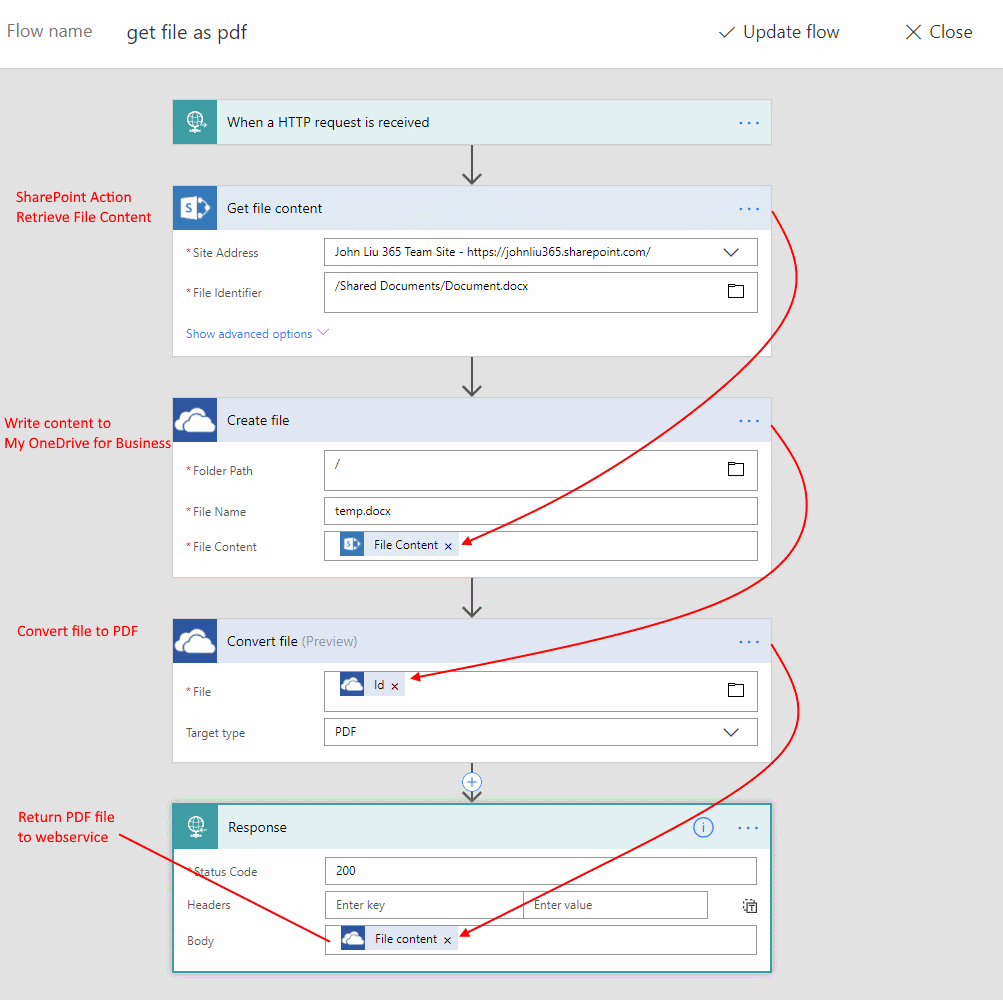 Flow name get file as pdf Update flow Close
When a HTTP request is received ...
SharePoint Action
Retrieve File Content
Get file content ...
*Site Address John Liu 365 Team Site - https://johnliu365.sharepoint.com/
*File Identifier /Shared Documents/Document.docx
Show advanced options
Write content to
My OneDrive for Business
Create file ...
*Folder Path /
*File Name temp.docx
*File Content File Content x
Convert file to PDF
Convert file (Preview) ...
*File Id x
Target type PDF
Return PDF file
to webservice
Response i ...
*Status Code 200
Headers Enter key Enter value T
Body File content x